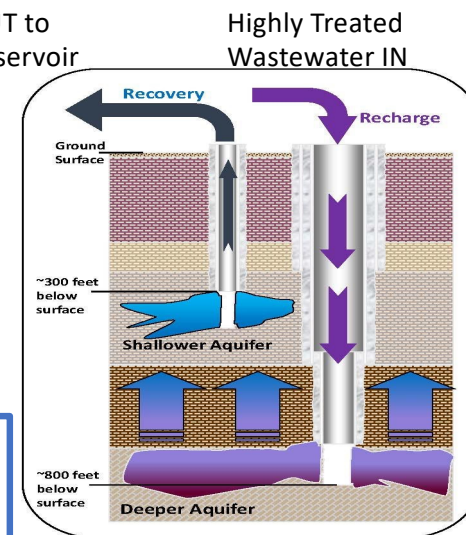 T to
servoir
Highly Treated
Wastewater IN
Recovery
Recharge
Ground
Surface
~300 feet
below
surface
Shallower Aquifer
~800 feet
below
surface
Deeper Aquifer